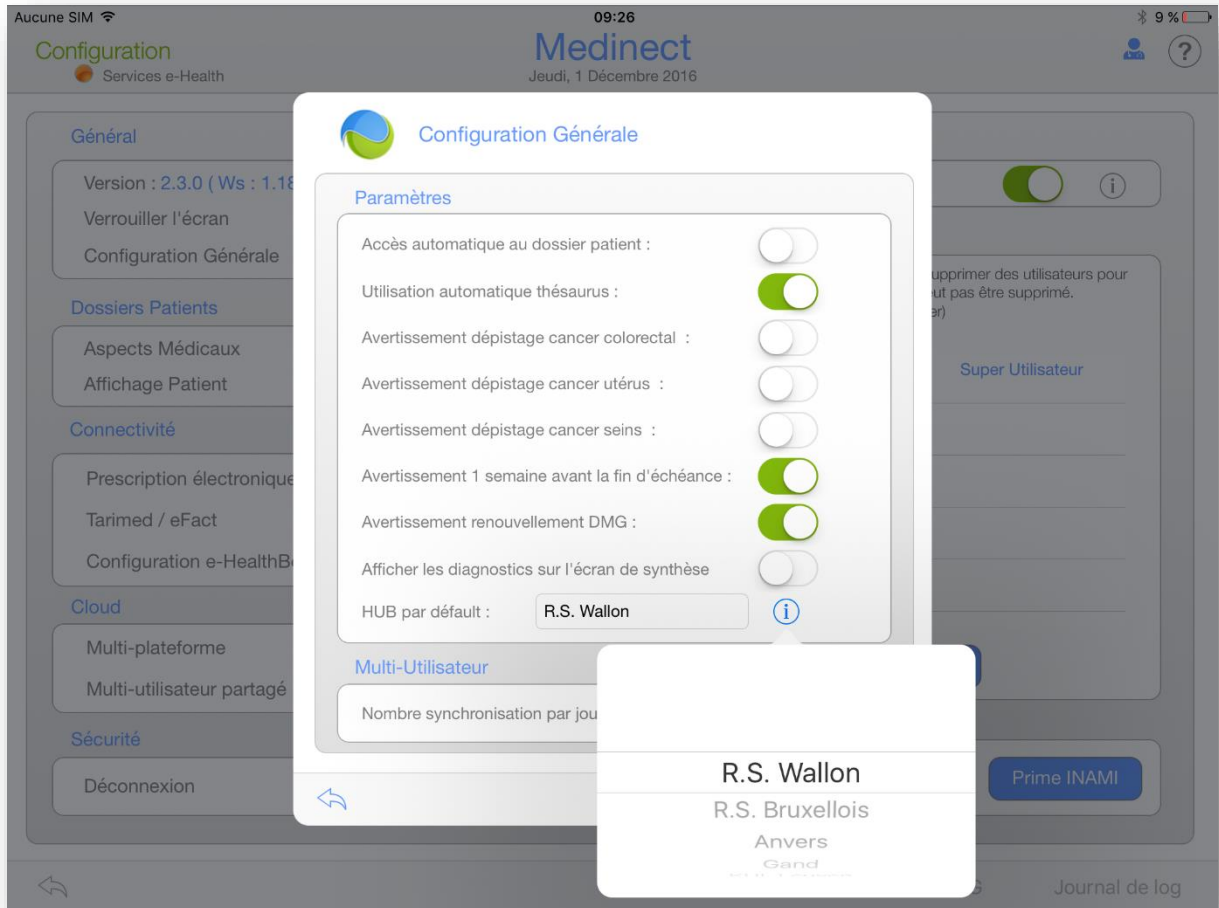 Aucune SIM
09:26
9 %
Configuration
Services e-Health
Medinect
Jeudi, 1 Décembre 2016
?
Général
Version : 2.3.0 ( Ws : 1.18
Verrouiller l'écran
Configuration Générale
Dossiers Patients
Aspects Médicaux
Affichage Patient
Connectivité
Prescription électronique
Tarimed / eFact
Configuration e-HealthB
Cloud
Multi-plateforme
Multi-utilisateur partagé
Sécurité
Déconnexion
Configuration Générale
Paramètres
Accès automatique au dossier patient :
Utilisation automatique thésaurus :
Avertissement dépistage cancer colorectal :
Avertissement dépistage cancer utérus :
Avertissement dépistage cancer seins :
Avertissement 1 semaine avant la fin d'échéance :
Avertissement renouvellement DMG :
Afficher les diagnostics sur l'écran de synthèse
HUB par défault : R.S. Wallon i
Multi-Utilisateur
Nombre synchronisation par jou
R.S. Wallon
R.S. Bruxellois
Anvers
Gand
i
upprimer des utilisateurs pour
ut pas être supprimé.
er)
Super Utilisateur
Prime INAMI
Journal de log